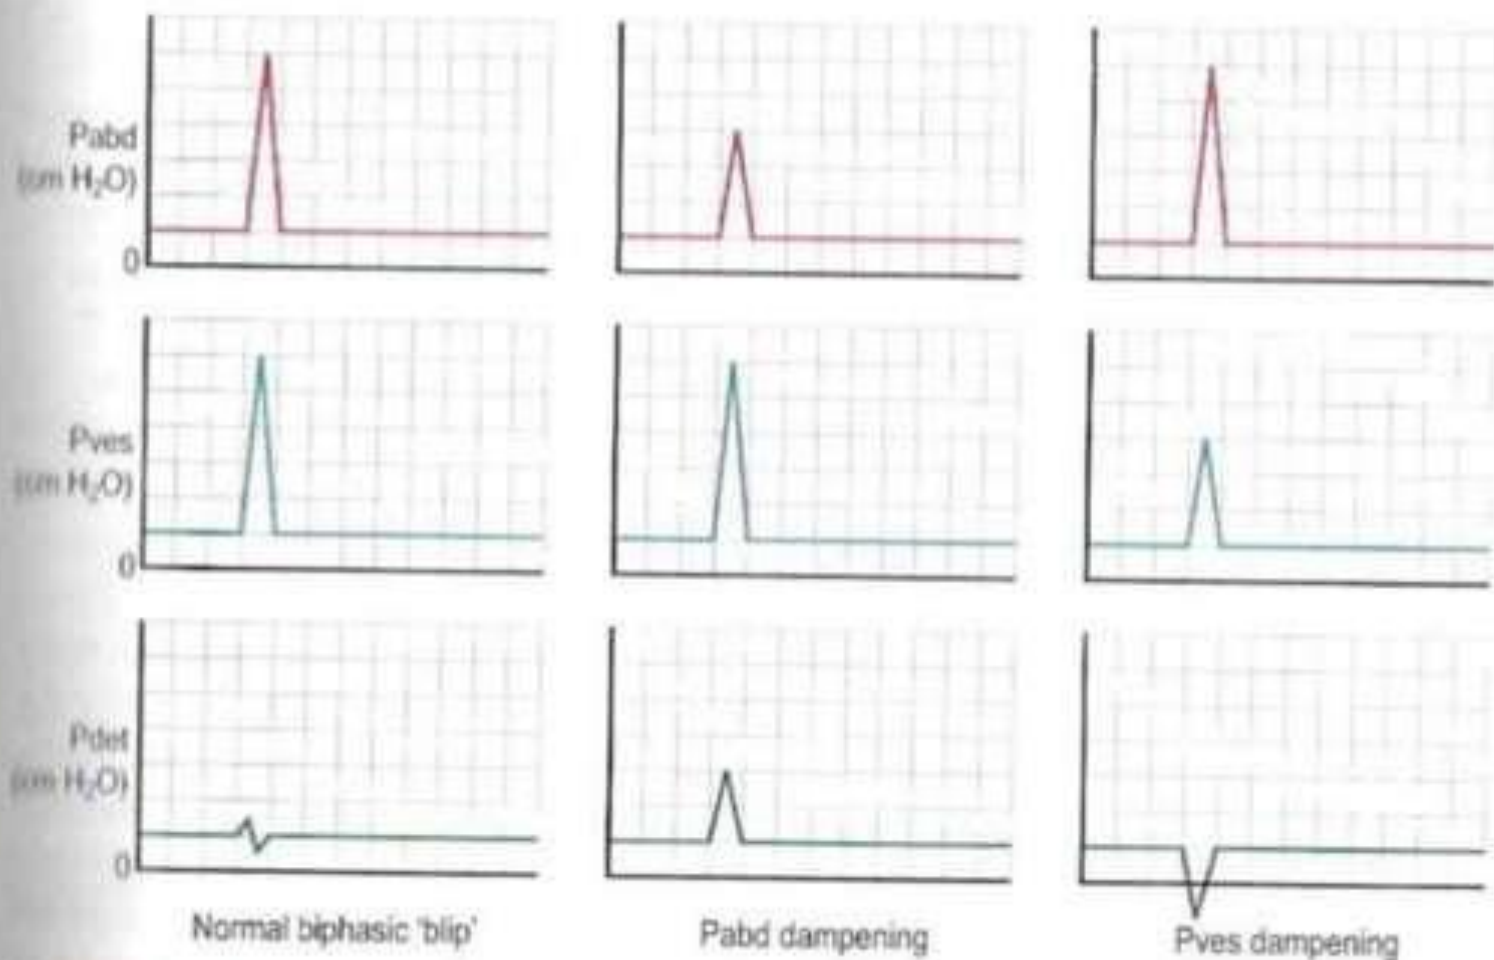 Pabd
(cm H₂O)
0
Pves
(cm H₂O)
0
Pdet
(cm H₂O)
0
Normal biphasic 'blip'
Pabd dampening
Pves dampening